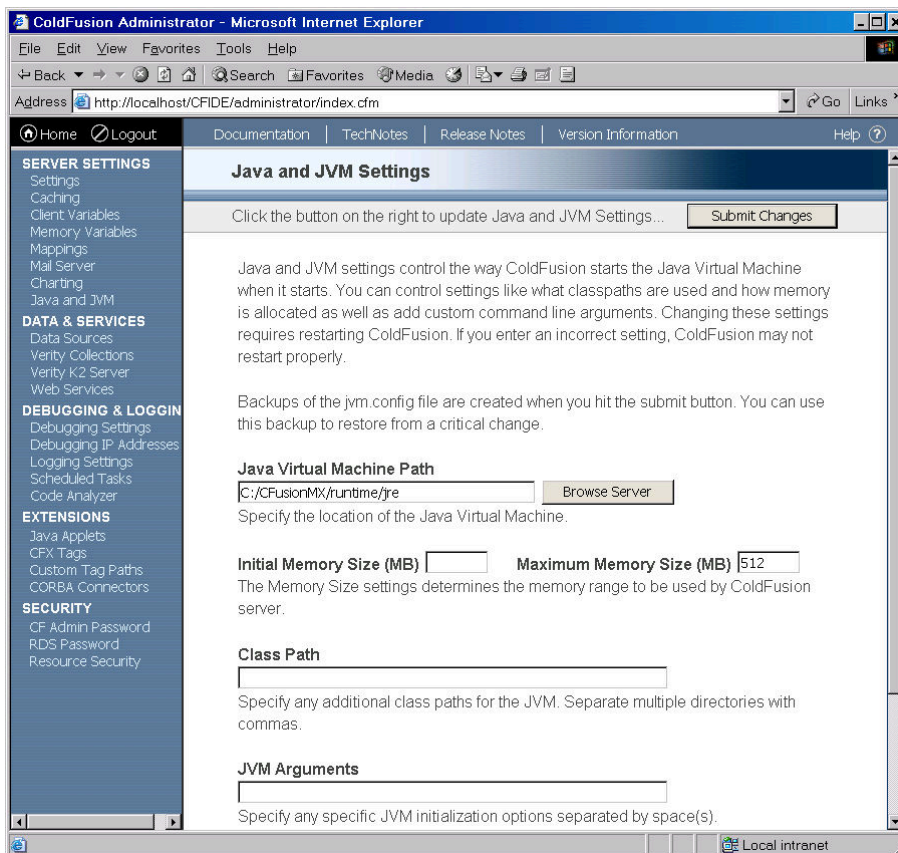 ColdFusion Administrator - Microsoft Internet Explorer
File Edit View Favorites Tools Help
Back Search Favorites Media
Address http://localhost/CFIDE/administrator/index.cfm Go Links
Home Logout Documentation | TechNotes | Release Notes | Version Information Help ?
SERVER SETTINGS
Settings
Caching
Client Variables
Memory Variables
Mappings
Mail Server
Charting
Java and JVM
DATA & SERVICES
Data Sources
Verity Collections
Verity K2 Server
Web Services
DEBUGGING & LOGGIN
Debugging Settings
Debugging IP Addresses
Logging Settings
Scheduled Tasks
Code Analyzer
EXTENSIONS
Java Applets
CFX Tags
Custom Tag Paths
CORBA Connectors
SECURITY
CF Admin Password
RDS Password
Resource Security
Java and JVM Settings
Click the button on the right to update Java and JVM Settings... Submit Changes
Java and JVM settings control the way ColdFusion starts the Java Virtual Machine
when it starts. You can control settings like what classpaths are used and how memory
is allocated as well as add custom command line arguments. Changing these settings
requires restarting ColdFusion. If you enter an incorrect setting, ColdFusion may not
restart properly.
Backups of the jvm.config file are created when you hit the submit button. You can use
this backup to restore from a critical change.
Java Virtual Machine Path
C:/CFusionMX/runtime/jre Browse Server
Specify the location of the Java Virtual Machine.
Initial Memory Size (MB) Maximum Memory Size (MB) 512
The Memory Size settings determines the memory range to be used by ColdFusion
server.
Class Path
Specify any additional class paths for the JVM. Separate multiple directories with
commas.
JVM Arguments
Specify any specific JVM initialization options separated by space(s).
Local intranet